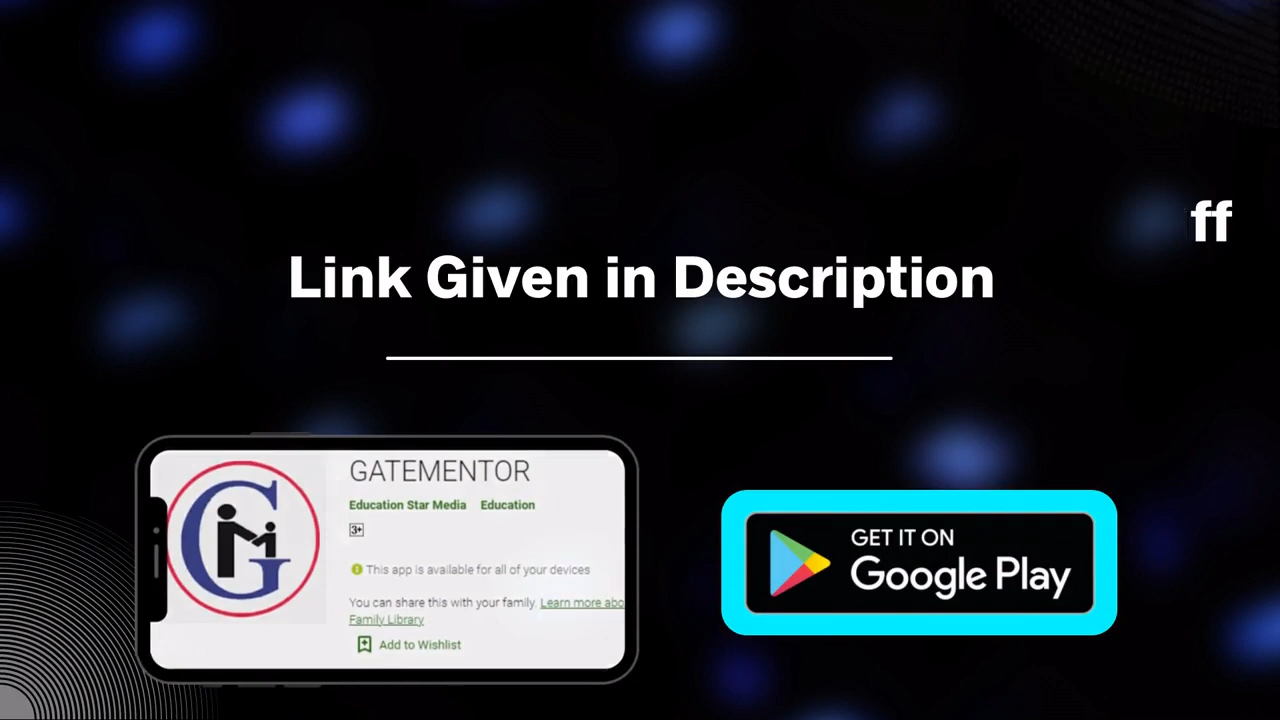 ff
Link Given in Description
GATEMENTOR
Education Star Media Education
3+
This app is available for all of your devices
You can share this with your family. Learn more abo
Family Library
Add to Wishlist
GET IT ON
Google Play